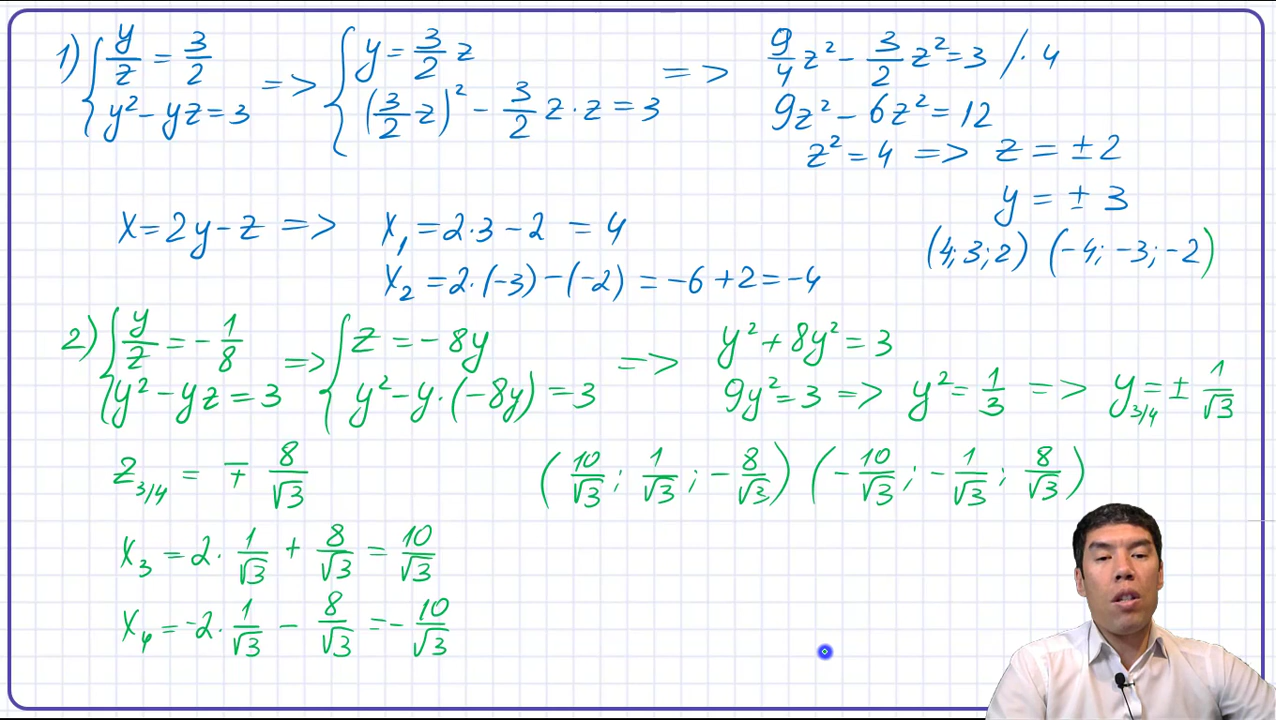 1) { y/z = 3/2 => { y = 3/2 z => 9/4 z² - 3/2 z² = 3 / · 4
y² - yz = 3 (3/2 z)² - 3/2 z · z = 3 9z² - 6z² = 12
z² = 4 => z = ±2
y = ± 3
x = 2y - z => x₁ = 2·3 - 2 = 4 (4; 3; 2) (-4; -3; -2)
x₂ = 2·(-3) - (-2) = -6 + 2 = -4
2) { y/z = - 1/8 => { z = -8y => y² + 8y² = 3
y² - yz = 3 y² - y·(-8y) = 3 9y² = 3 => y² = 1/3 => y₃/₄ = ± 1/√3
z₃/₄ = ∓ 8/√3 (10/√3; 1/√3; - 8/√3) (- 10/√3; - 1/√3; 8/√3)
x₃ = 2 · 1/√3 + 8/√3 = 10/√3
x₄ = -2 · 1/√3 - 8/√3 = - 10/√3